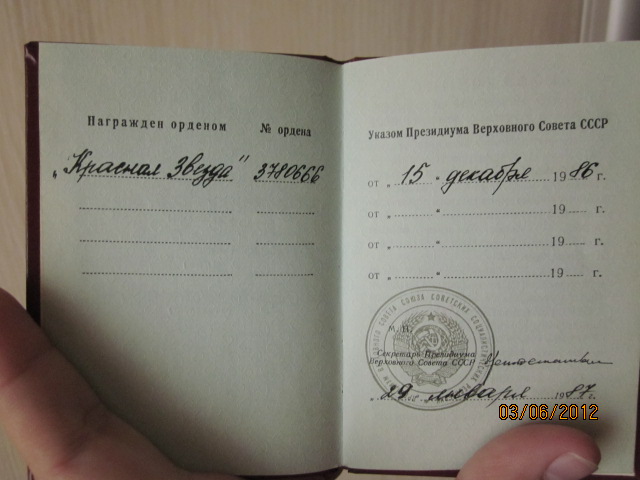 Награжден орденом № ордена
„Красная Звезда" 3780666
Указом Президиума Верховного Совета СССР
от „ 15 " декабря 1986 г.
от „ " 19 г.
от „ " 19 г.
от „ " 19 г.
М. П.
Секретарь Президиума
Верховного Совета СССР
„ 29 " января 1987 г.
03/06/2012